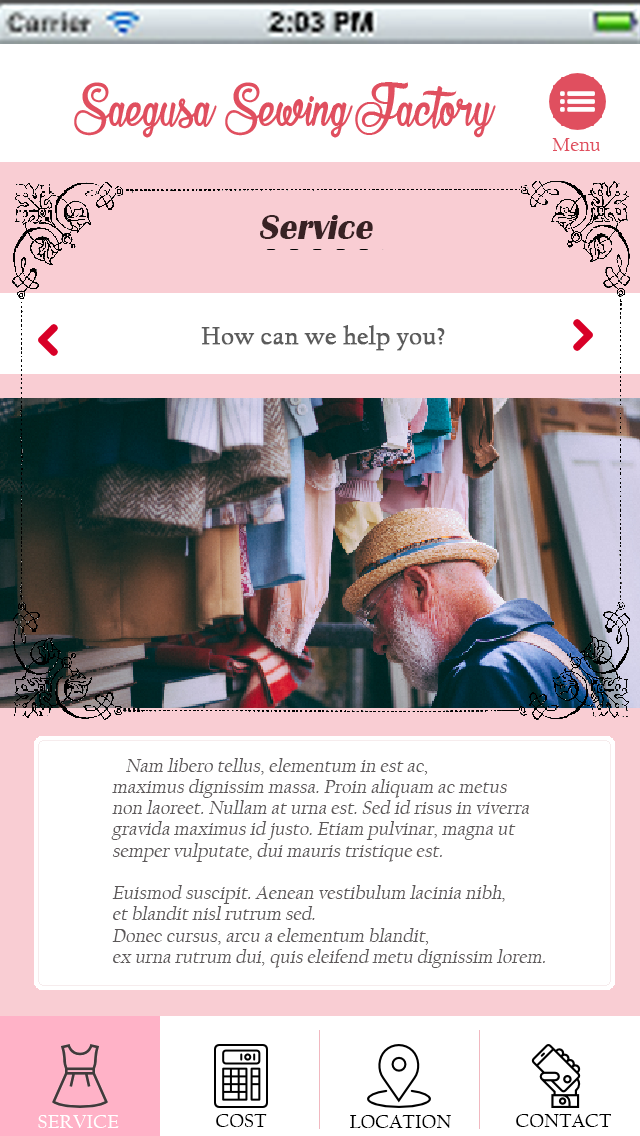 Carrier 2:03 PM
Saegusa Sewing Factory
Menu
Service
How can we help you?
Nam libero tellus, elementum in est ac,
maximus dignissim massa. Proin aliquam ac metus
non laoreet. Nullam at urna est. Sed id risus in viverra
gravida maximus id justo. Etiam pulvinar, magna ut
semper vulputate, dui mauris tristique est.
Euismod suscipit. Aenean vestibulum lacinia nibh,
et blandit nisl rutrum sed.
Donec cursus, arcu a elementum blandit,
ex urna rutrum dui, quis eleifend metu dignissim lorem.
100
SERVICE COST LOCATION CONTACT